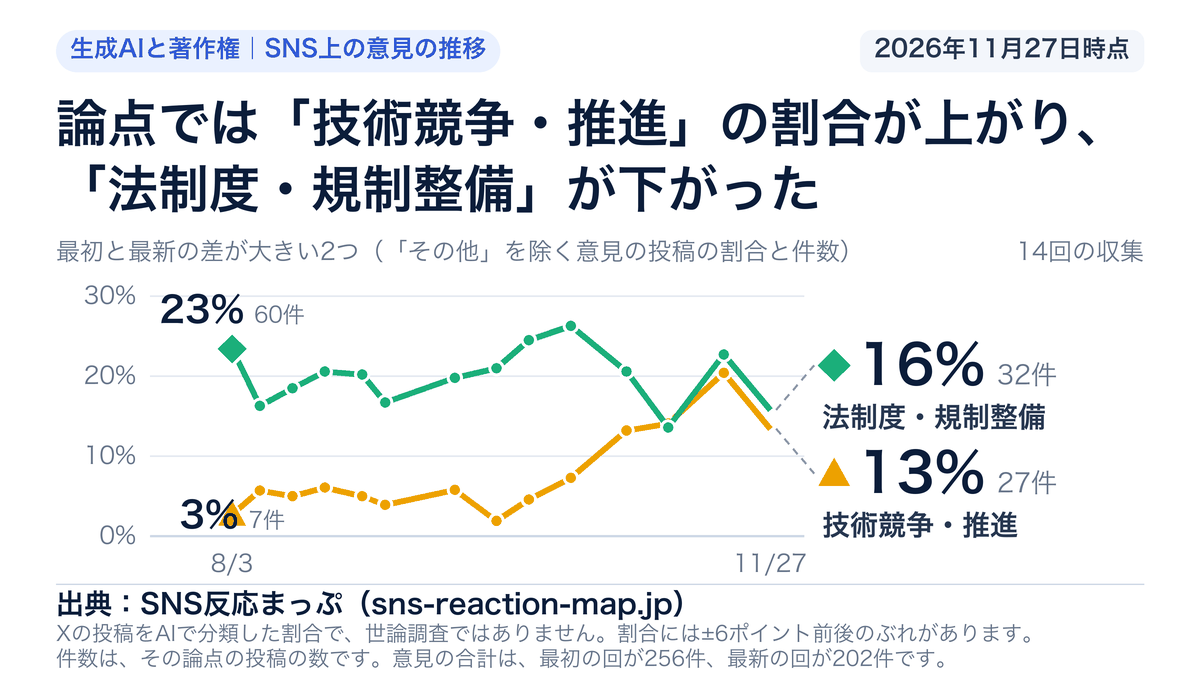 生成AIと著作権｜SNS上の意見の推移
2026年11月27日時点
論点では「技術競争・推進」の割合が上がり、
「法制度・規制整備」が下がった
最初と最新の差が大きい2つ（「その他」を除く意見の投稿の割合と件数）
14回の収集
30%
23% 60件
20%
16% 32件
法制度・規制整備
10%
13% 27件
3% 7件
技術競争・推進
0%
8/3
11/27
出典：SNS反応まっぷ（sns-reaction-map.jp）
Xの投稿をAIで分類した割合で、世論調査ではありません。割合には±6ポイント前後のぶれがあります。
件数は、その論点の投稿の数です。意見の合計は、最初の回が256件、最新の回が202件です。